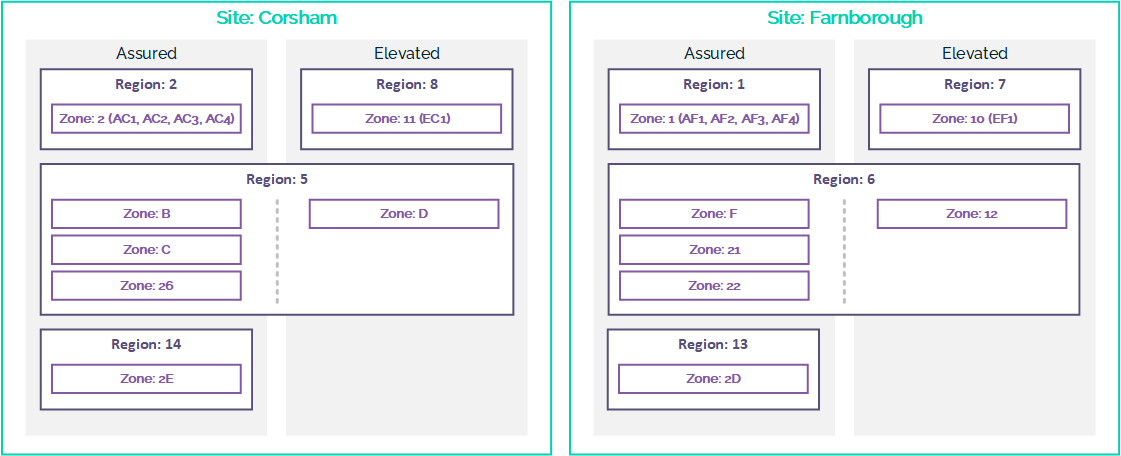 Site: Corsham
Assured
Elevated
Region: 2
Zone: 2 (AC1, AC2, AC3, AC4)
Region: 8
Zone: 11 (EC1)
Region: 5
Zone: B
Zone: C
Zone: 26
Zone: D
Region: 14
Zone: 2E
Site: Farnborough
Assured
Elevated
Region: 1
Zone: 1 (AF1, AF2, AF3, AF4)
Region: 7
Zone: 10 (EF1)
Region: 6
Zone: F
Zone: 21
Zone: 22
Zone: 12
Region: 13
Zone: 2D